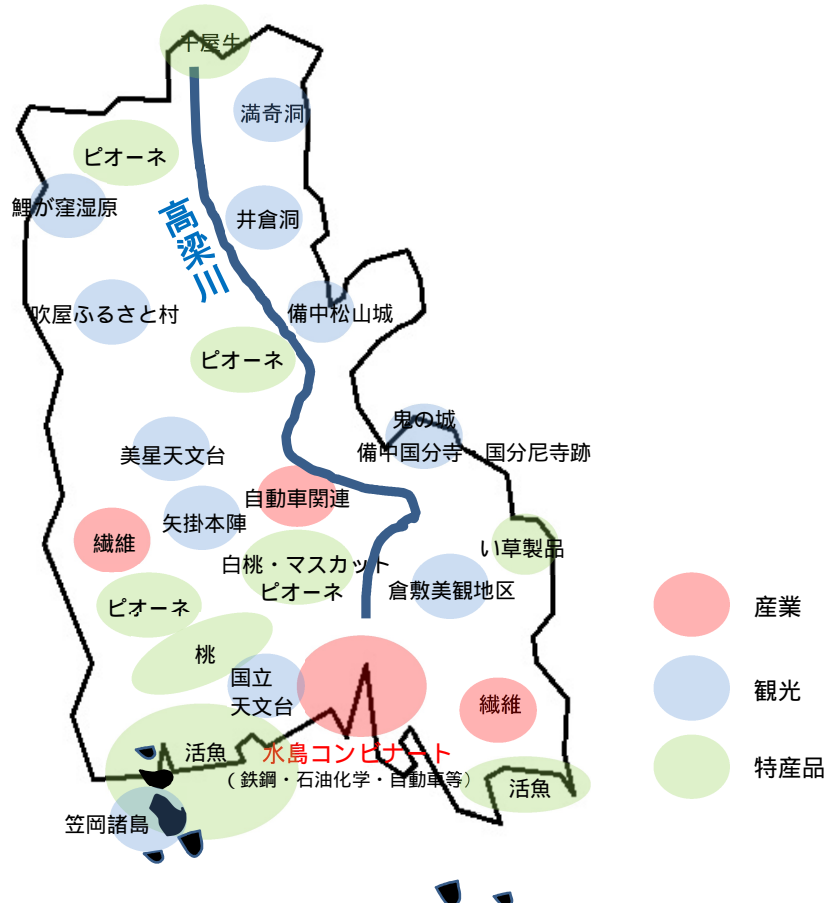 千屋牛
満奇洞
ピオーネ
鯉が窪湿原
井倉洞
高梁川
吹屋ふるさと村
備中松山城
ピオーネ
鬼の城
備中国分寺・国分尼寺跡
美星天文台
自動車関連
矢掛本陣
繊維
い草製品
白桃・マスカット
ピオーネ
倉敷美観地区
ピオーネ
産業
桃
国立
天文台
観光
繊維
活魚
水島コンビナート
（鉄鋼・石油化学・自動車等）
特産品
活魚
笠岡諸島